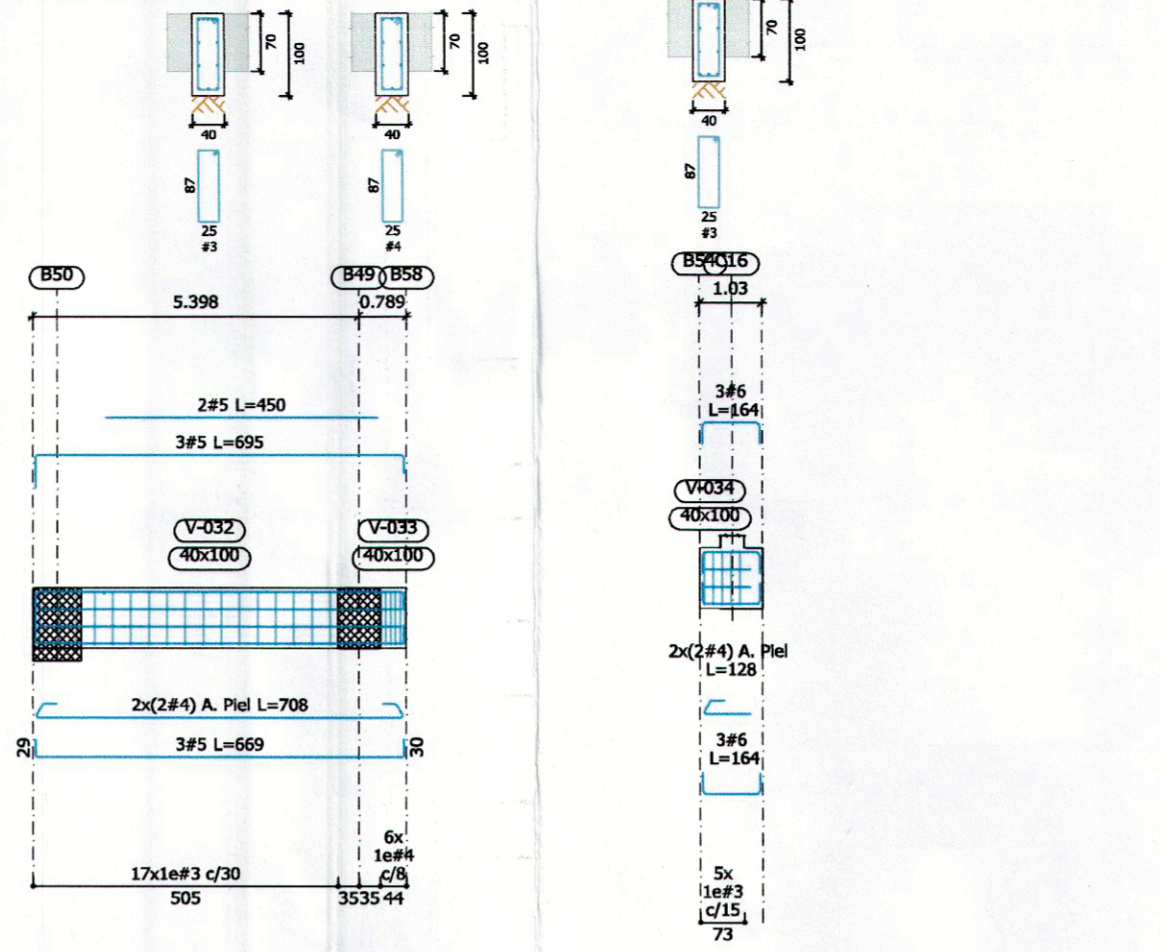 70
100
40
87
25
#3
70
100
40
87
25
#4
B50
B49
B58
5.398
0.789
2#5 L=450
3#5 L=695
V-032
40x100
V-033
40x100
2x(2#4) A. Piel L=708
29
3#5 L=669
30
17x1e#3 c/30
505
35
35
6x
1e#4
c/8
44
70
100
40
87
25
#3
B54
C16
1.03
3#6
L=164
V-034
40x100
2x(2#4) A. Piel
L=128
3#6
L=164
5x
1e#3
c/15
73